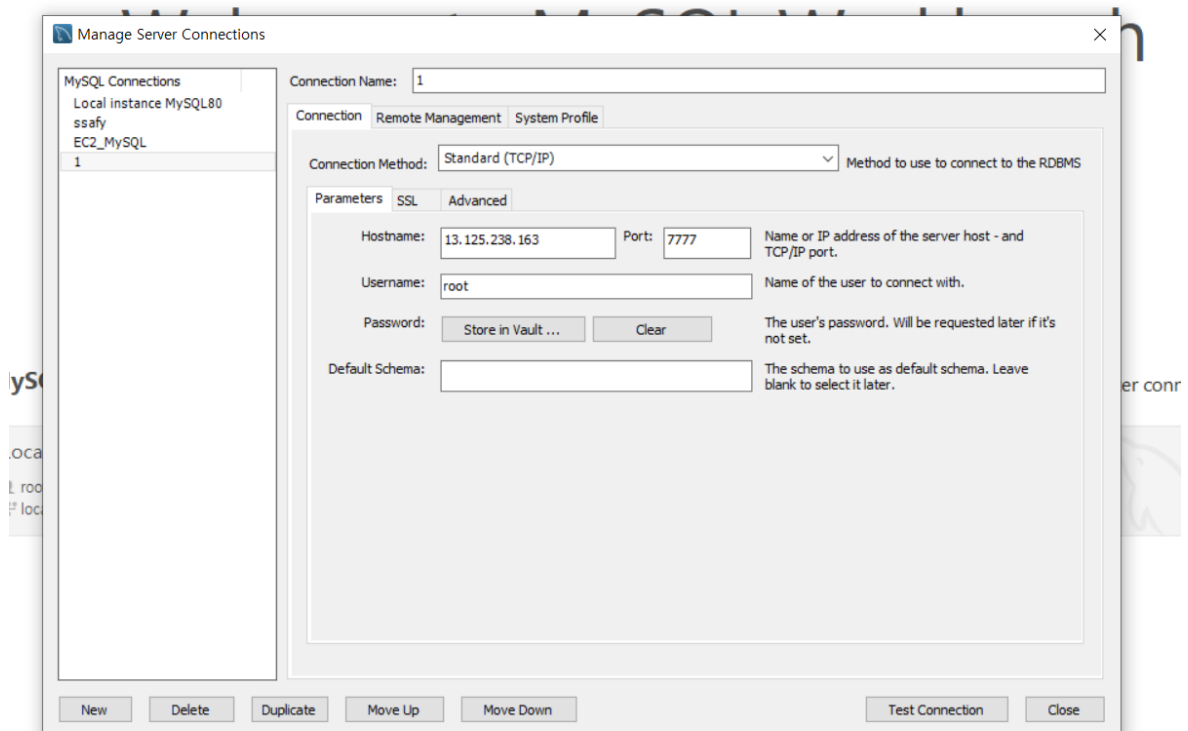 Manage Server Connections
MySQL Connections
Local instance MySQL80
ssafy
EC2_MySQL
1
Connection Name: 1
Connection Remote Management System Profile
Connection Method: Standard (TCP/IP) Method to use to connect to the RDBMS
Parameters SSL Advanced
Hostname: 13.125.238.163 Port: 7777 Name or IP address of the server host - and
TCP/IP port.
Username: root Name of the user to connect with.
Password: Store in Vault ... Clear The user's password. Will be requested later if it's
not set.
Default Schema: The schema to use as default schema. Leave
blank to select it later.
New Delete Duplicate Move Up Move Down Test Connection Close